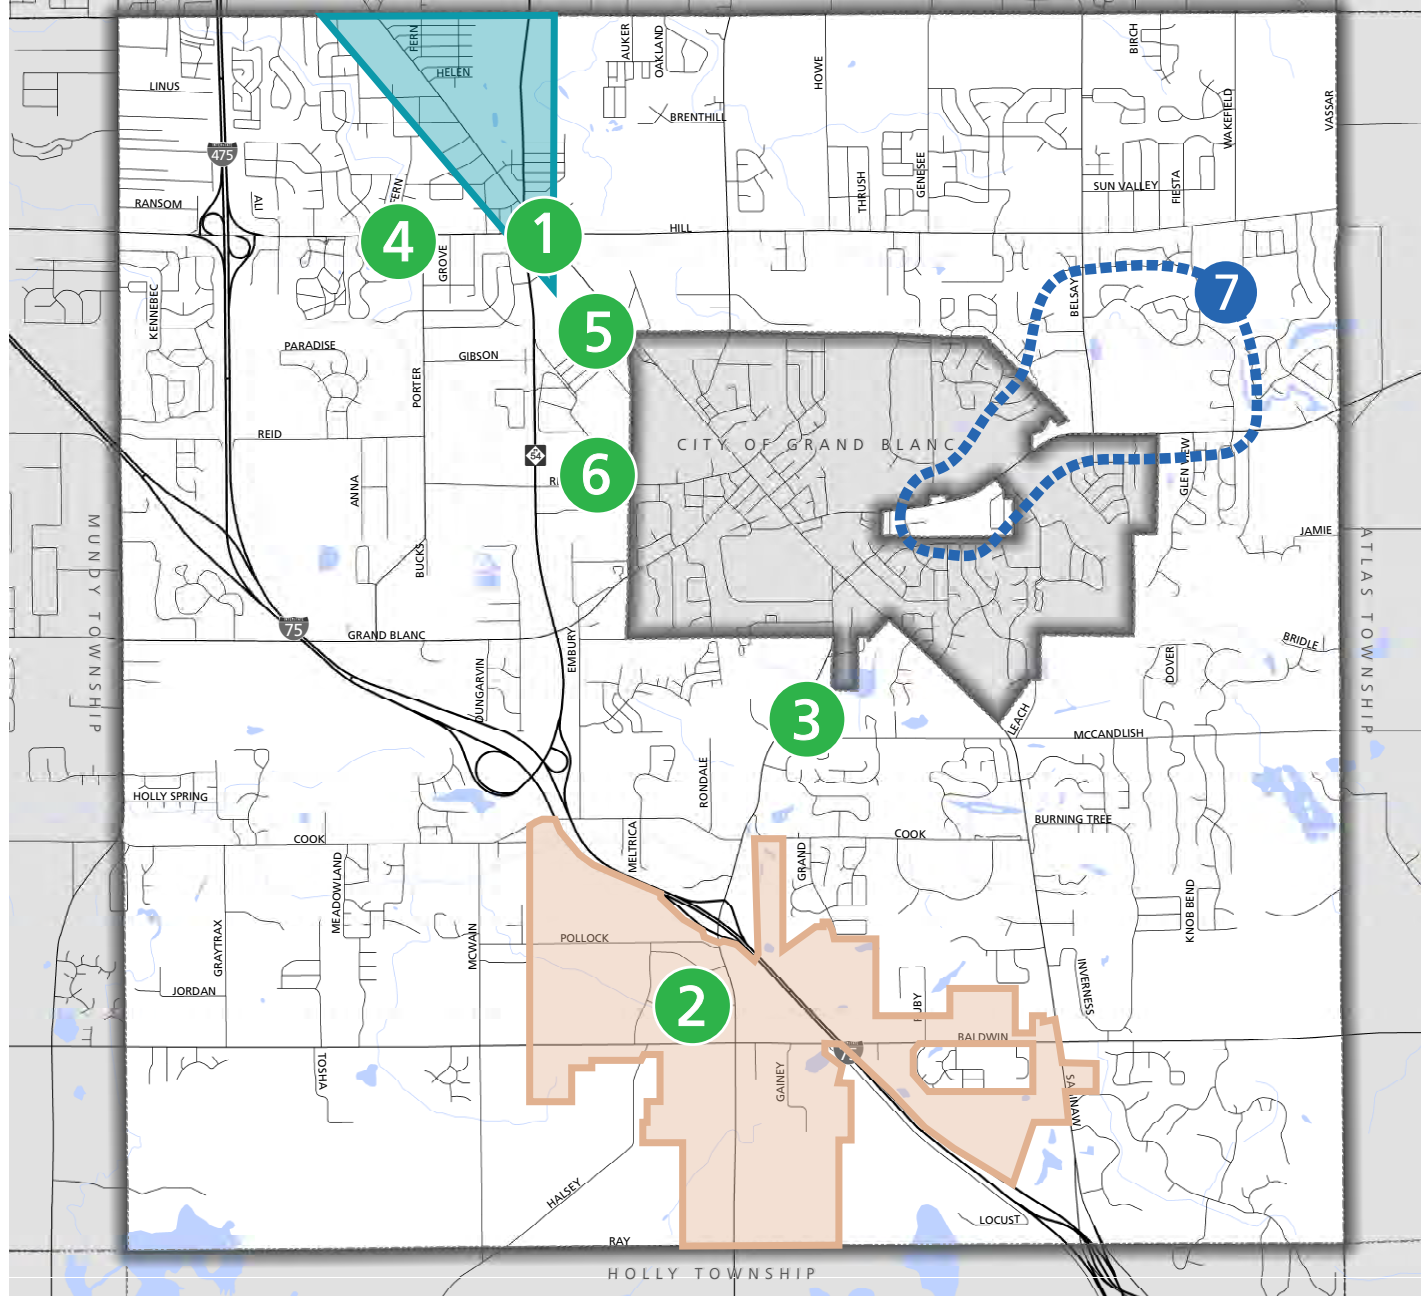 FERN
HELEN
AUKER
OAKLAND
BRENTHILL
HOWE
BIRCH
WAKEFIELD
VASSAR
LINUS
475
RANSOM
ALI
FERN
THRUSH
GENESEE
SUN VALLEY
FIESTA
4
1
HILL
GROVE
KENNEBEC
BELSAY
7
PARADISE
GIBSON
5
PORTER
REID
CITY OF GRAND BLANC
54
6
ANNA
GLEN VIEW
JAMIE
MUNDY TOWNSHIP
ATLAS TOWNSHIP
BUCKS
75
GRAND BLANC
EMBURY
DUNGARVIN
DOVER
BRIDLE
3
LEACH
MCCANDLISH
HOLLY SPRING
RONDALE
COOK
MELTRICA
COOK
BURNING TREE
GRAND
MEADOWLAND
KNOB BEND
GRAYTRAX
MCWAIN
POLLOCK
JORDAN
2
INVERNESS
BALDWIN
TOSHA
GAINEY
HALSEY
LOCUST
RAY
HOLLY TOWNSHIP